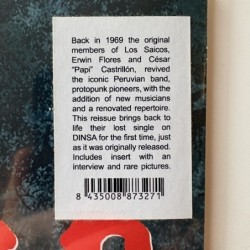 Back in 1969 the original
members of Los Saicos,
Erwin Flores and César
"Papi" Castrillón, revived
the iconic Peruvian band,
protopunk pioneers, with the
addition of new musicians
and a renovated repertoire.
This reissue brings back to
life their lost single on
DINSA for the first time, just
as it was originally released.
Includes insert with an
interview and rare pictures.
8 435008 873271